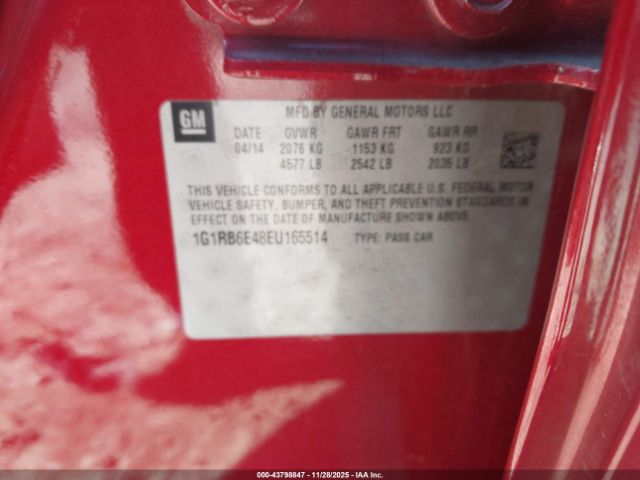 GM
MFD BY GENERAL MOTORS LLC
DATE GVWR GAWR FRT GAWR RR
04/14 2076 KG 1153 KG 923 KG
4577 LB 2542 LB 2035 LB
THIS VEHICLE CONFORMS TO ALL APPLICABLE U.S. FEDERAL MOTOR
VEHICLE SAFETY, BUMPER, AND THEFT PREVENTION STANDARDS IN
EFFECT ON THE DATE OF MANUFACTURE SHOWN ABOVE.
1G1RB6E48EU165514 TYPE: PASS CAR
00-43798847 - 11/28/2025 - IAA Inc.